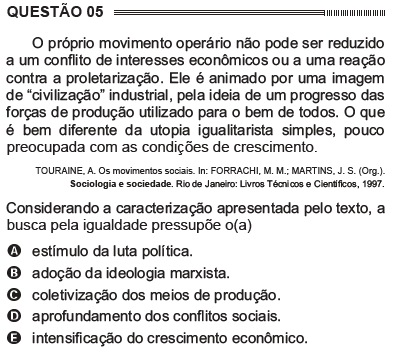 QUESTÃO 05
O próprio movimento operário não pode ser reduzido
a um conflito de interesses econômicos ou a uma reação
contra a proletarização. Ele é animado por uma imagem
de “civilização” industrial, pela ideia de um progresso das
forças de produção utilizado para o bem de todos. O que
é bem diferente da utopia igualitarista simples, pouco
preocupada com as condições de crescimento.
TOURAINE, A. Os movimentos sociais. In: FORRACHI, M. M.; MARTINS, J. S. (Org.).
Sociologia e sociedade. Rio de Janeiro: Livros Técnicos e Científicos, 1997.
Considerando a caracterização apresentada pelo texto, a
busca pela igualdade pressupõe o(a)
A estímulo da luta política.
B adoção da ideologia marxista.
C coletivização dos meios de produção.
D aprofundamento dos conflitos sociais.
E intensificação do crescimento econômico.